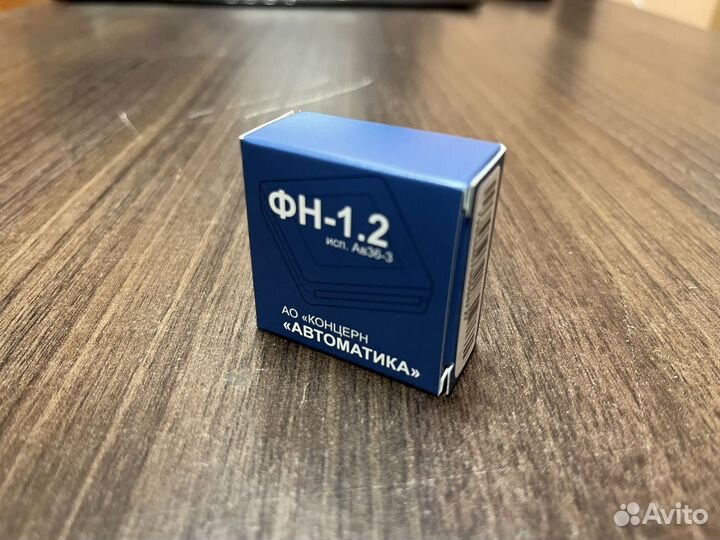 ФН-1.2
исп. Ав36-3
АО «КОНЦЕРН
«АВТОМАТИКА»
Avito